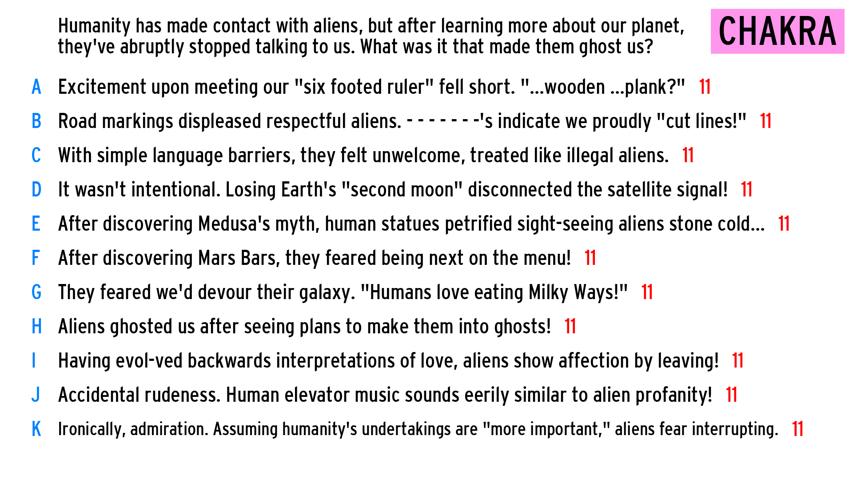 Humanity has made contact with aliens, but after learning more about our planet,
they've abruptly stopped talking to us. What was it that made them ghost us?
CHAKRA
A Excitement upon meeting our "six footed ruler" fell short. "...wooden ...plank?" 11
B Road markings displeased respectful aliens. - - - - - - -'s indicate we proudly "cut lines!" 11
C With simple language barriers, they felt unwelcome, treated like illegal aliens. 11
D It wasn't intentional. Losing Earth's "second moon" disconnected the satellite signal! 11
E After discovering Medusa's myth, human statues petrified sight-seeing aliens stone cold... 11
F After discovering Mars Bars, they feared being next on the menu! 11
G They feared we'd devour their galaxy. "Humans love eating Milky Ways!" 11
H Aliens ghosted us after seeing plans to make them into ghosts! 11
I Having evol-ved backwards interpretations of love, aliens show affection by leaving! 11
J Accidental rudeness. Human elevator music sounds eerily similar to alien profanity! 11
K Ironically, admiration. Assuming humanity's undertakings are "more important," aliens fear interrupting. 11